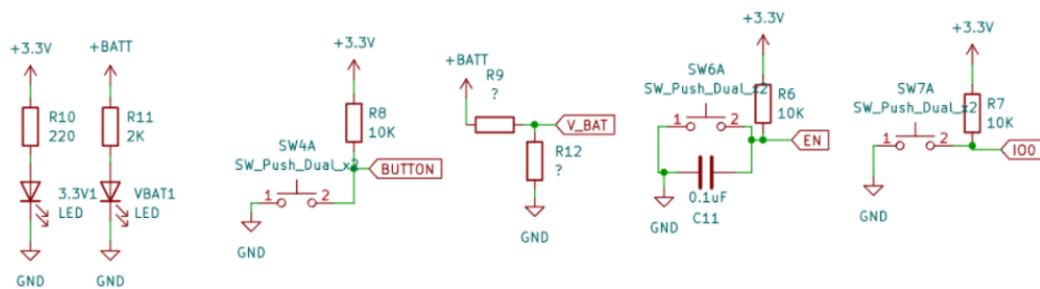 +3.3V
R10
220
3.3V1
LED
GND
+BATT
R11
2K
VBAT1
LED
GND
+3.3V
R8
10K
SW4A
SW_Push_Dual_x2
1
2
BUTTON
GND
+BATT
R9
?
V_BAT
R12
?
GND
+3.3V
SW6A
SW_Push_Dual_x2
1
2
R6
10K
EN
0.1uF
C11
GND
+3.3V
SW7A
SW_Push_Dual_x2
1
2
R7
10K
IO0
GND